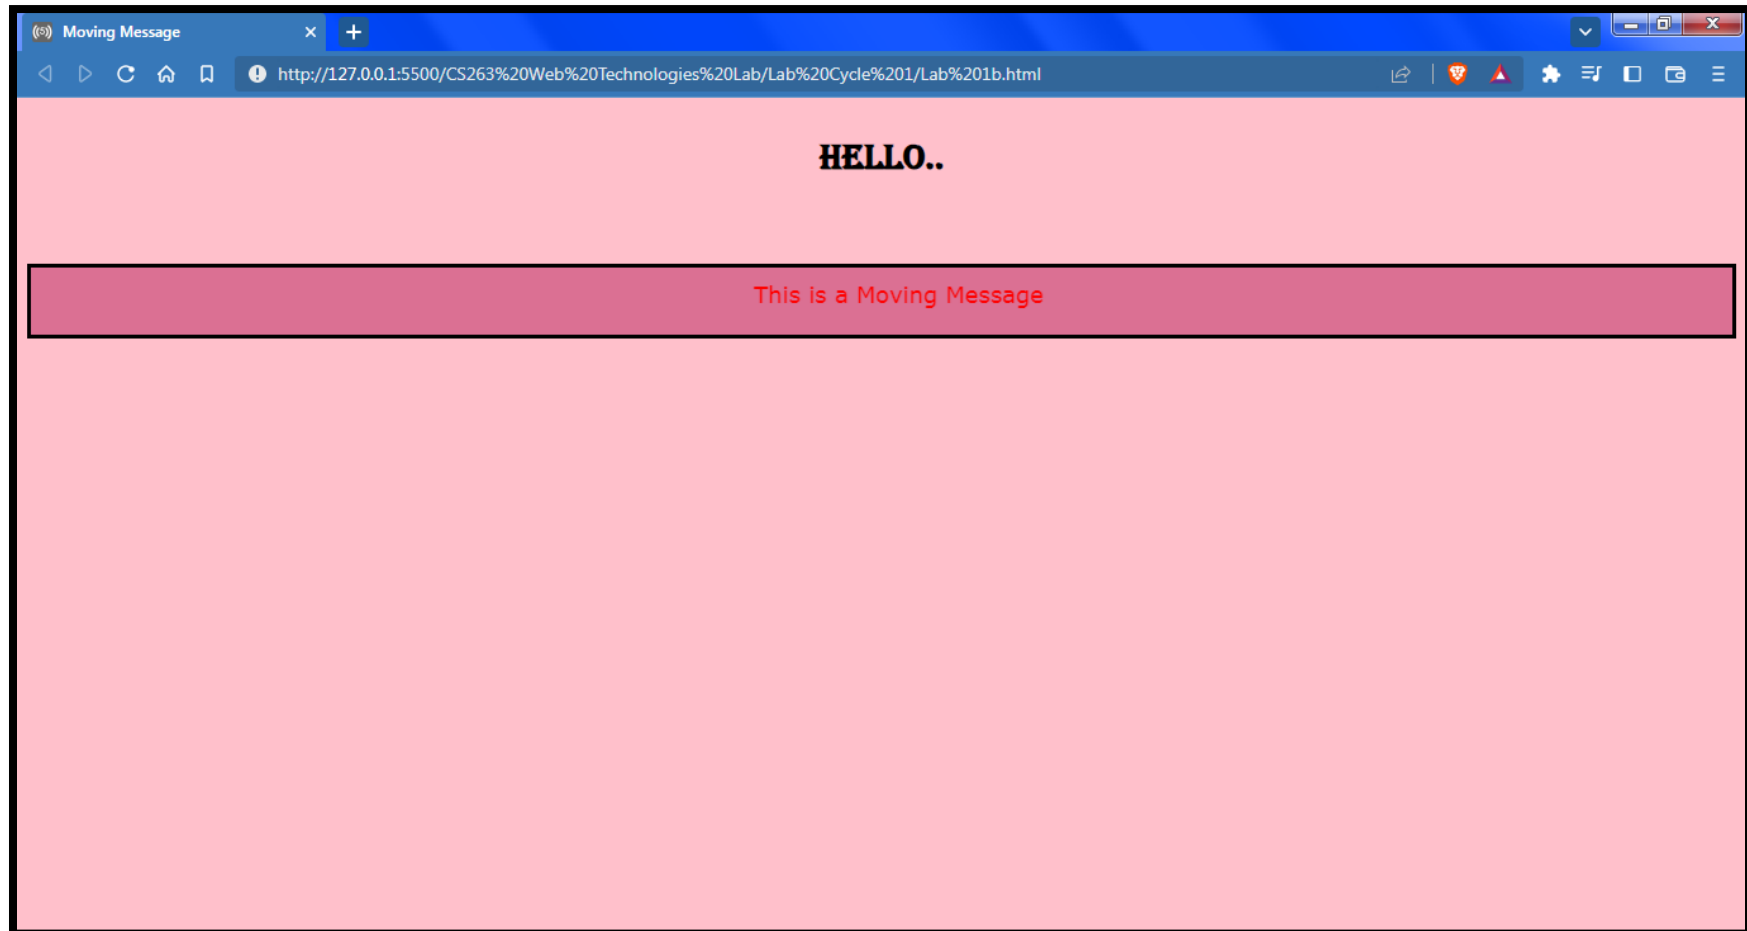 Moving Message
http://127.0.0.1:5500/CS263%20Web%20Technologies%20Lab/Lab%20Cycle%201/Lab%201b.html
HELLO..
This is a Moving Message